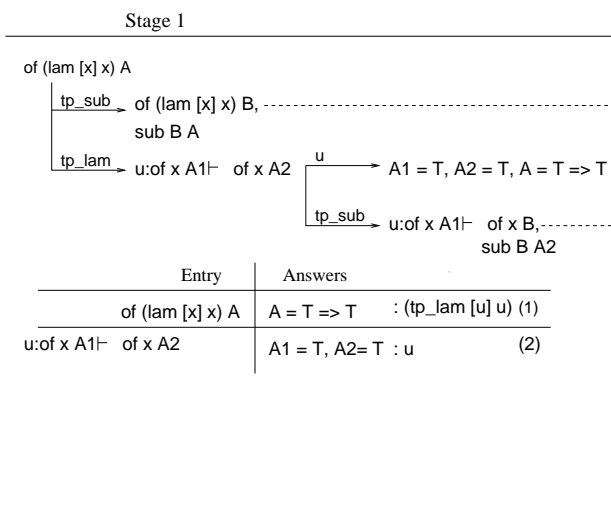 Stage 1
of (lam [x] x) A
tp_sub of (lam [x] x) B,
sub B A
tp_lam u:of x A1⊢ of x A2 u A1 = T, A2 = T, A = T => T
tp_sub u:of x A1⊢ of x B,
sub B A2
Entry Answers
of (lam [x] x) A A = T => T : (tp_lam [u] u) (1)
u:of x A1⊢ of x A2 A1 = T, A2= T : u (2)